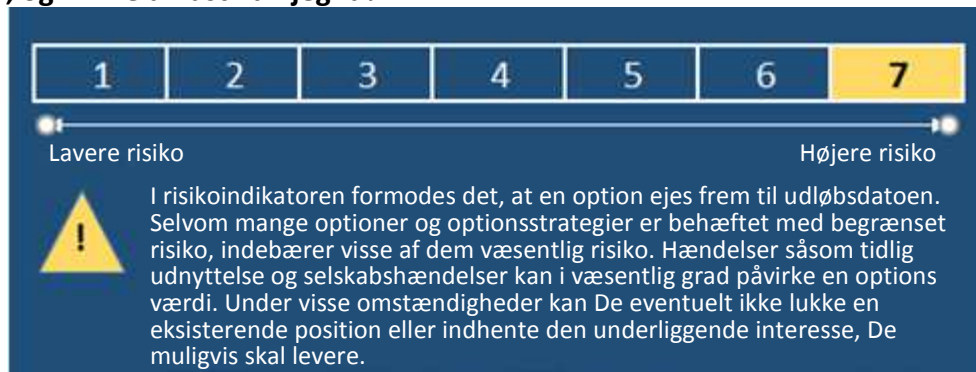 1 2 3 4 5 6 7
Lavere risiko Højere risiko
!
I risikoindikatoren formodes det, at en option ejes frem til udløbsdatoen.
Selvom mange optioner og optionsstrategier er behæftet med begrænset
risiko, indebærer visse af dem væsentlig risiko. Hændelser såsom tidlig
udnyttelse og selskabshændelser kan i væsentlig grad påvirke en options
værdi. Under visse omstændigheder kan De eventuelt ikke lukke en
eksisterende position eller indhente den underliggende interesse, De
muligvis skal levere.